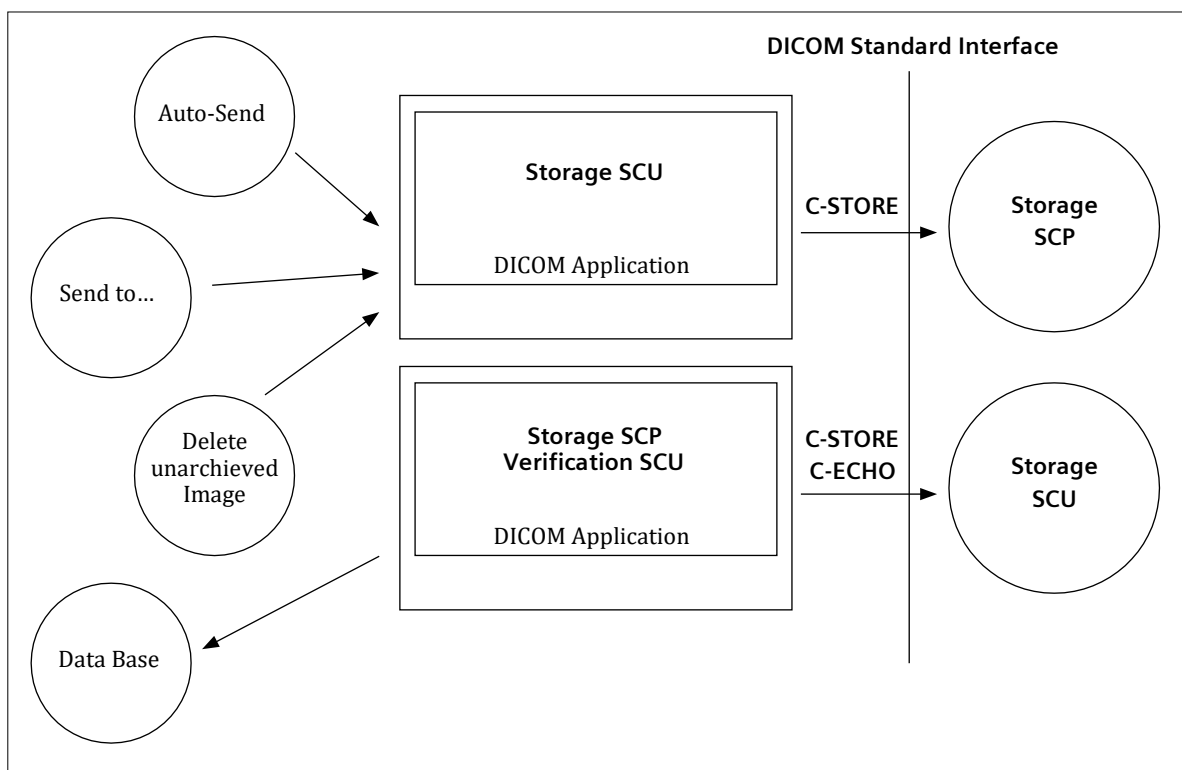 DICOM Standard Interface
Auto-Send
Storage SCU
DICOM Application
C-STORE
Storage
SCP
Send to...
Delete
unarchieved
Image
Storage SCP
Verification SCU
DICOM Application
C-STORE
C-ECHO
Storage
SCU
Data Base